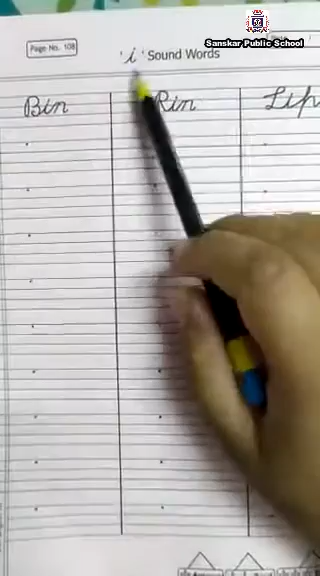 Sanskar Public School
Page No. 108
'i' Sound Words
Bin Rin Lip